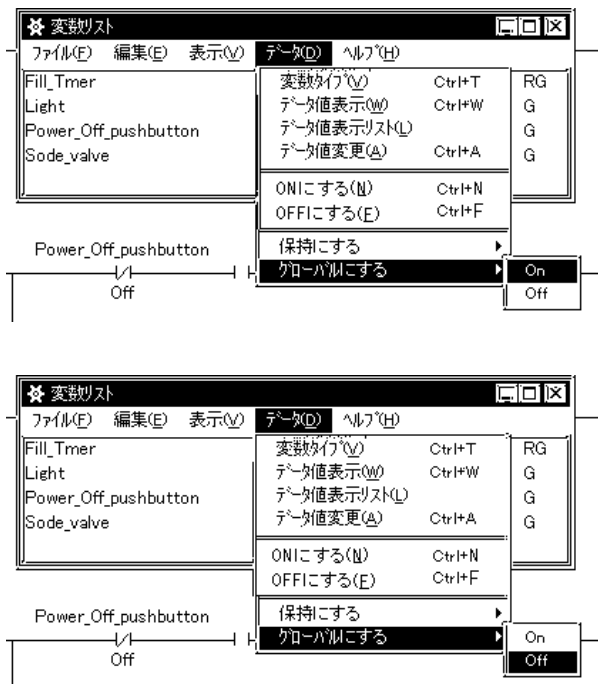 変数リスト
ファイル(F) 編集(E) 表示(V) データ(D) ヘルプ(H)
Fill_Tmer 変数タイプ(V) Ctrl+T RG
Light データ値表示(W) Ctrl+W G
Power_Off_pushbutton データ値表示リスト(L) G
Sode_valve データ値変更(A) Ctrl+A G
ONにする(N) Ctrl+N
OFFにする(F) Ctrl+F
Power_Off_pushbutton 保持にする
グローバルにする On
Off Off
変数リスト
ファイル(F) 編集(E) 表示(V) データ(D) ヘルプ(H)
Fill_Tmer 変数タイプ(V) Ctrl+T RG
Light データ値表示(W) Ctrl+W G
Power_Off_pushbutton データ値表示リスト(L) G
Sode_valve データ値変更(A) Ctrl+A G
ONにする(N) Ctrl+N
OFFにする(F) Ctrl+F
Power_Off_pushbutton 保持にする
グローバルにする On
Off Off